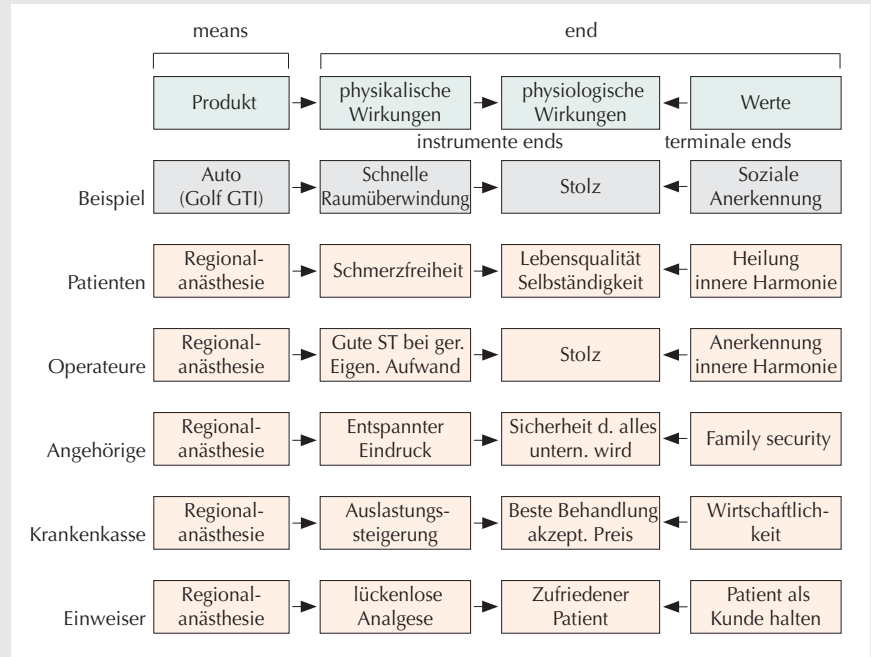 means
end
Produkt
physikalische
Wirkungen
physiologische
Wirkungen
Werte
instrumente ends
terminale ends
Beispiel
Auto
(Golf GTI)
Schnelle
Raumüberwindung
Stolz
Soziale
Anerkennung
Patienten
Regional-
anästhesie
Schmerzfreiheit
Lebensqualität
Selbständigkeit
Heilung
innere Harmonie
Operateure
Regional-
anästhesie
Gute ST bei ger.
Eigen. Aufwand
Stolz
Anerkennung
innere Harmonie
Angehörige
Regional-
anästhesie
Entspannter
Eindruck
Sicherheit d. alles
untern. wird
Family security
Krankenkasse
Regional-
anästhesie
Auslastungs-
steigerung
Beste Behandlung
akzept. Preis
Wirtschaftlich-
keit
Einweiser
Regional-
anästhesie
lückenlose
Analgese
Zufriedener
Patient
Patient als
Kunde halten